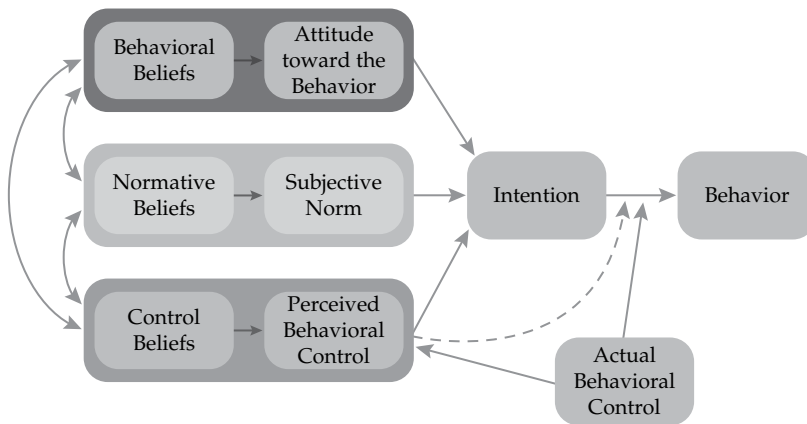 Behavioral
Beliefs
Attitude
toward the
Behavior
Normative
Beliefs
Subjective
Norm
Intention
Behavior
Control
Beliefs
Perceived
Behavioral
Control
Actual
Behavioral
Control